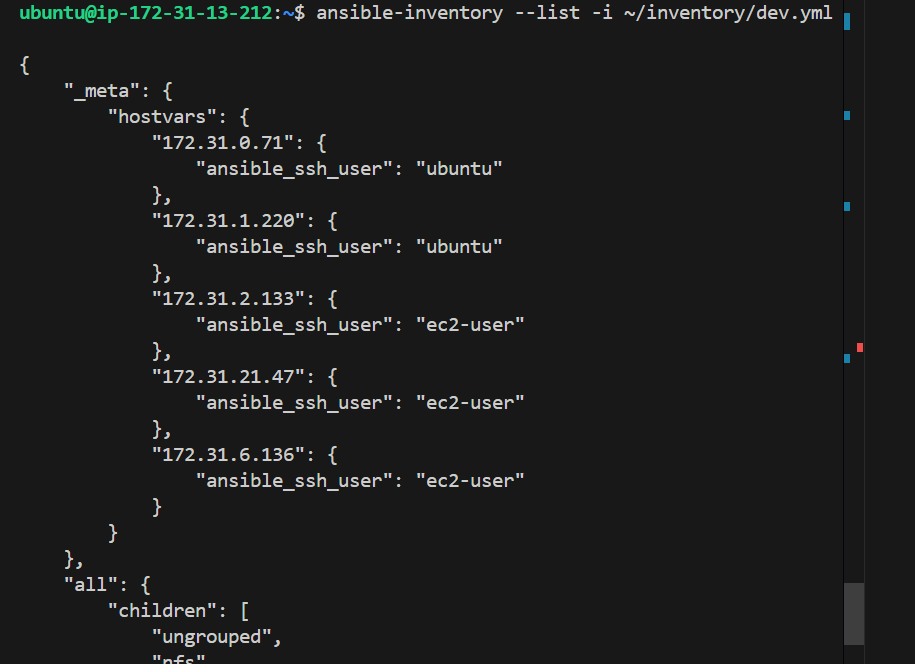 ubuntu@ip-172-31-13-212:~$ ansible-inventory --list -i ~/inventory/dev.yml
{
    "_meta": {
        "hostvars": {
            "172.31.0.71": {
                "ansible_ssh_user": "ubuntu"
            },
            "172.31.1.220": {
                "ansible_ssh_user": "ubuntu"
            },
            "172.31.2.133": {
                "ansible_ssh_user": "ec2-user"
            },
            "172.31.21.47": {
                "ansible_ssh_user": "ec2-user"
            },
            "172.31.6.136": {
                "ansible_ssh_user": "ec2-user"
            }
        }
    },
    "all": {
        "children": [
            "ungrouped",
            "nfs"